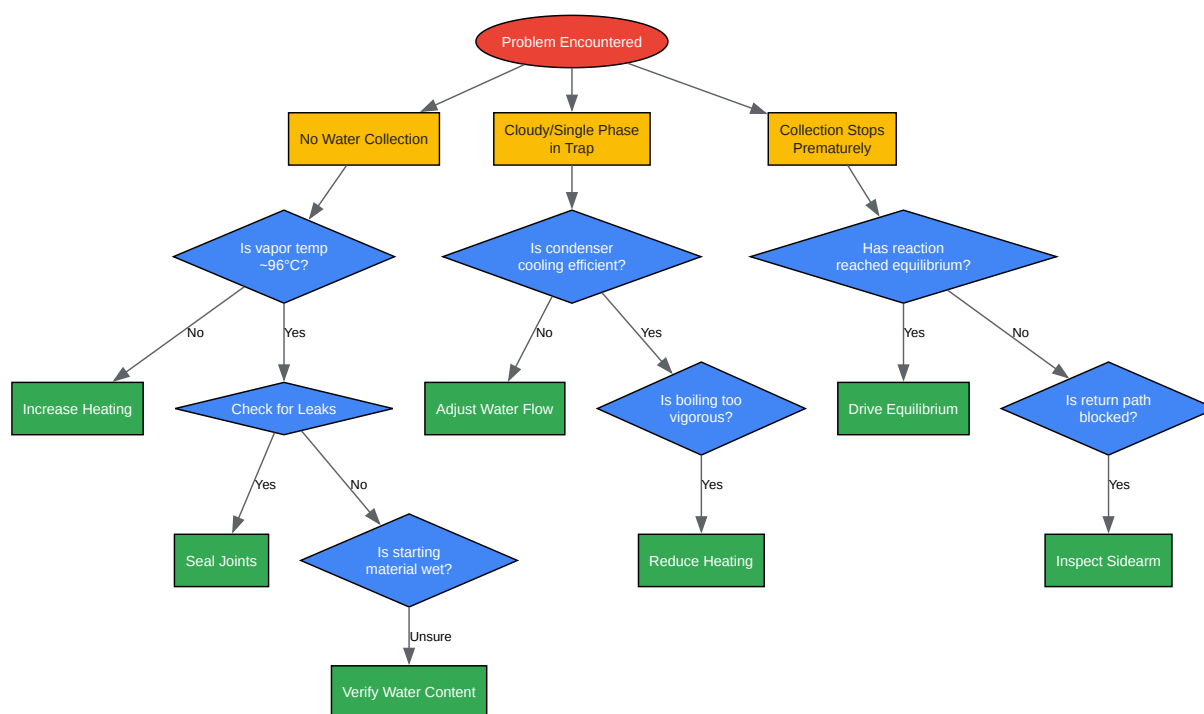 Problem Encountered
No Water Collection
Cloudy/Single Phase
in Trap
Collection Stops
Prematurely
Is vapor temp
~96°C?
Is condenser
cooling efficient?
Has reaction
reached equilibrium?
No
Yes
No
Yes
Yes
No
Increase Heating
Check for Leaks
Adjust Water Flow
Is boiling too
vigorous?
Drive Equilibrium
Is return path
blocked?
Yes
No
Yes
Yes
Seal Joints
Is starting
material wet?
Reduce Heating
Inspect Sidearm
Unsure
Verify Water Content